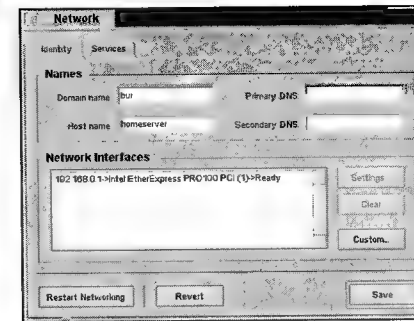 Network
Identity Services
Names
Domain name bur Primary DNS:
Host name homeserver Secondary DNS:
Network Interfaces
192 168 0 1->Intel EtherExpress PRO100 PCI (1)->Ready
Settings
Clear
Custom..
Restart Networking Revert Save